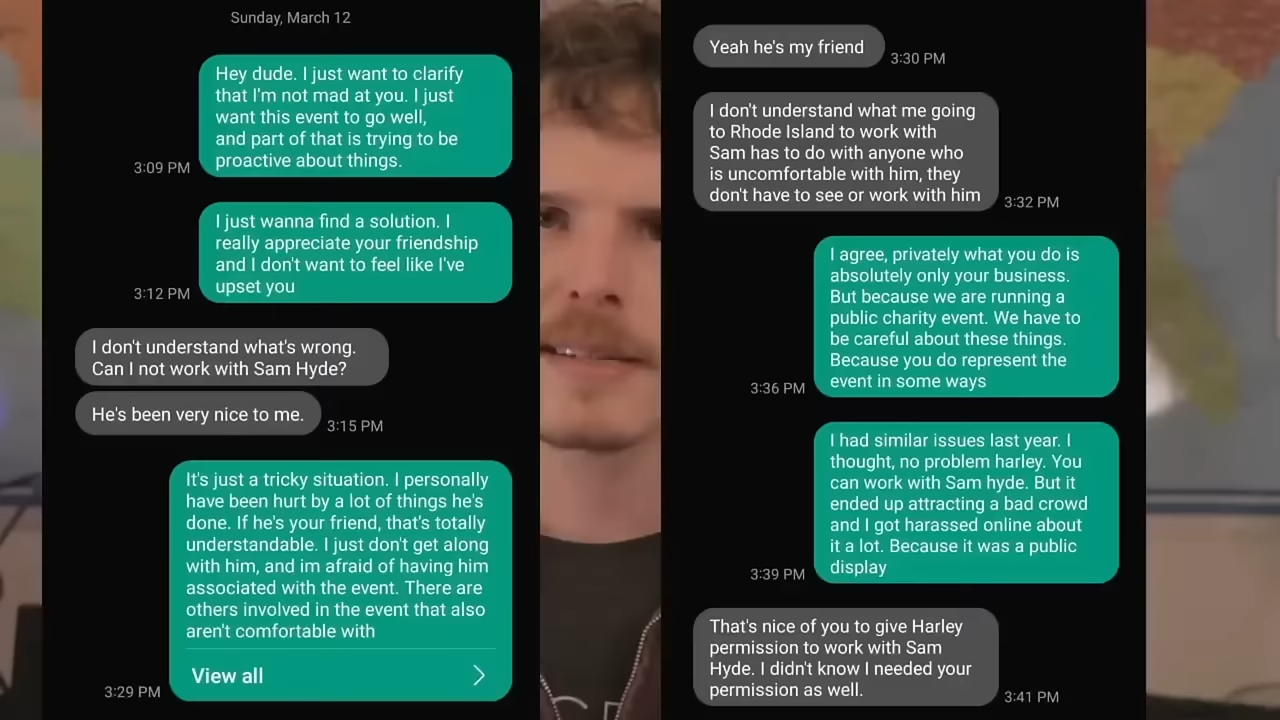 Sunday, March 12
Hey dude. I just want to clarify
that I'm not mad at you. I just
want this event to go well,
and part of that is trying to be
proactive about things.
3:09 PM
I just wanna find a solution. I
really appreciate your friendship
and I don't want to feel like I've
upset you
3:12 PM
I don't understand what's wrong.
Can I not work with Sam Hyde?
He's been very nice to me.
3:15 PM
It's just a tricky situation. I personally
have been hurt by a lot of things he's
done. If he's your friend, that's totally
understandable. I just don't get along
with him, and im afraid of having him
associated with the event. There are
others involved in the event that also
aren't comfortable with
View all
3:29 PM
Yeah he's my friend
3:30 PM
I don't understand what me going
to Rhode Island to work with
Sam has to do with anyone who
is uncomfortable with him, they
don't have to see or work with him
3:32 PM
I agree, privately what you do is
absolutely only your business.
But because we are running a
public charity event. We have to
be careful about these things.
Because you do represent the
event in some ways
3:36 PM
I had similar issues last year. I
thought, no problem harley. You
can work with Sam hyde. But it
ended up attracting a bad crowd
and I got harassed online about
it a lot. Because it was a public
display
3:39 PM
That's nice of you to give Harley
permission to work with Sam
Hyde. I didn't know I needed your
permission as well.
3:41 PM